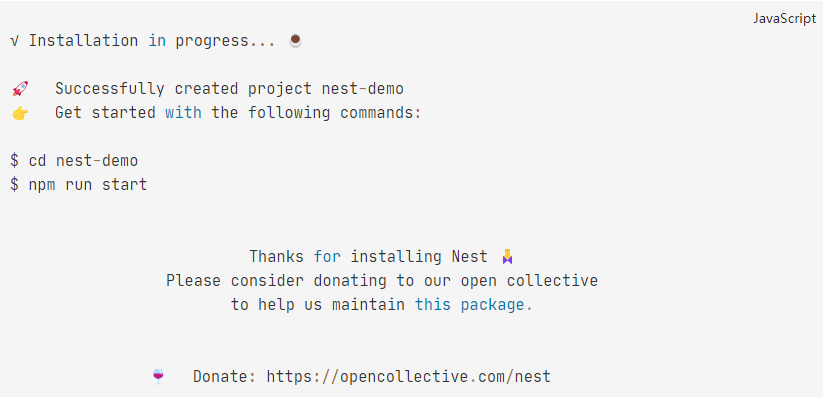 JavaScript
√ Installation in progress... ☕
🚀 Successfully created project nest-demo
👉 Get started with the following commands:
$ cd nest-demo
$ npm run start
Thanks for installing Nest
Please consider donating to our open collective
to help us maintain this package.
🍷 Donate: https://opencollective.com/nest